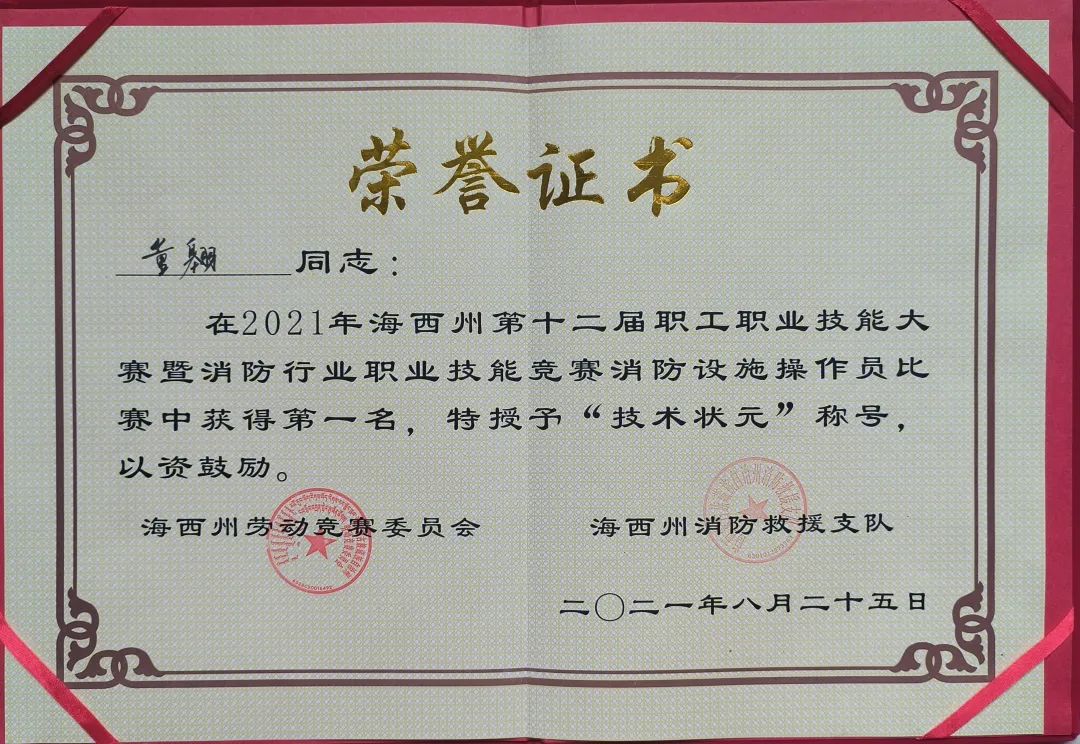 荣誉证书
同志：
在2021年海西州第十二届职工职业技能大
赛暨消防行业职业技能竞赛消防设施操作员比
赛中获得第一名，特授予“技术状元”称号，
以资鼓励。
海西州劳动竞赛委员会
海西州消防救援支队
二〇二一年八月二十五日